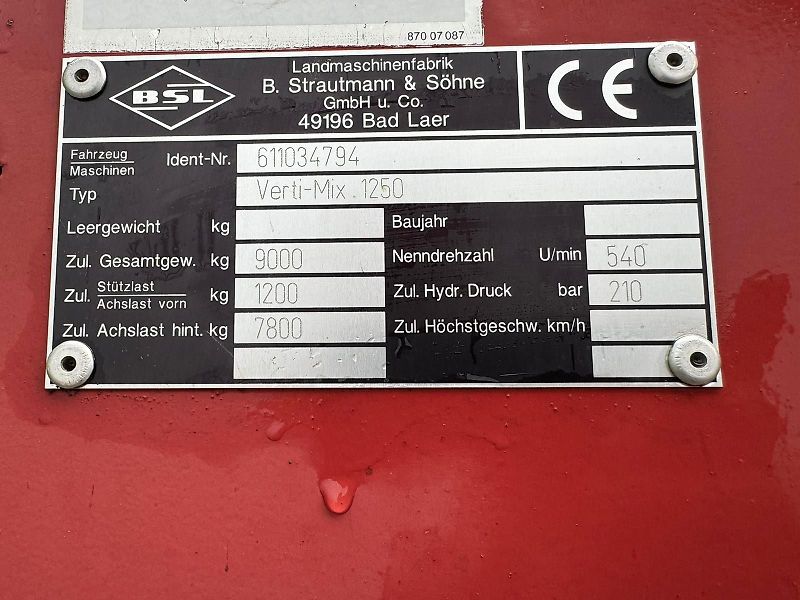 870 07 087
BSL
Landmaschinenfabrik
B. Strautmann & Söhne
GmbH u. Co.
49196 Bad Laer
CE
Fahrzeug
Maschinen
Ident-Nr. 611034794
Typ Verti-Mix .1250
Leergewicht kg
Baujahr
Zul. Gesamtgew. kg 9000
Nenndrehzahl U/min 540
Zul. Stützlast
Achslast vorn kg 1200
Zul. Hydr. Druck bar 210
Zul. Achslast hint. kg 7800
Zul. Höchstgeschw. km/h